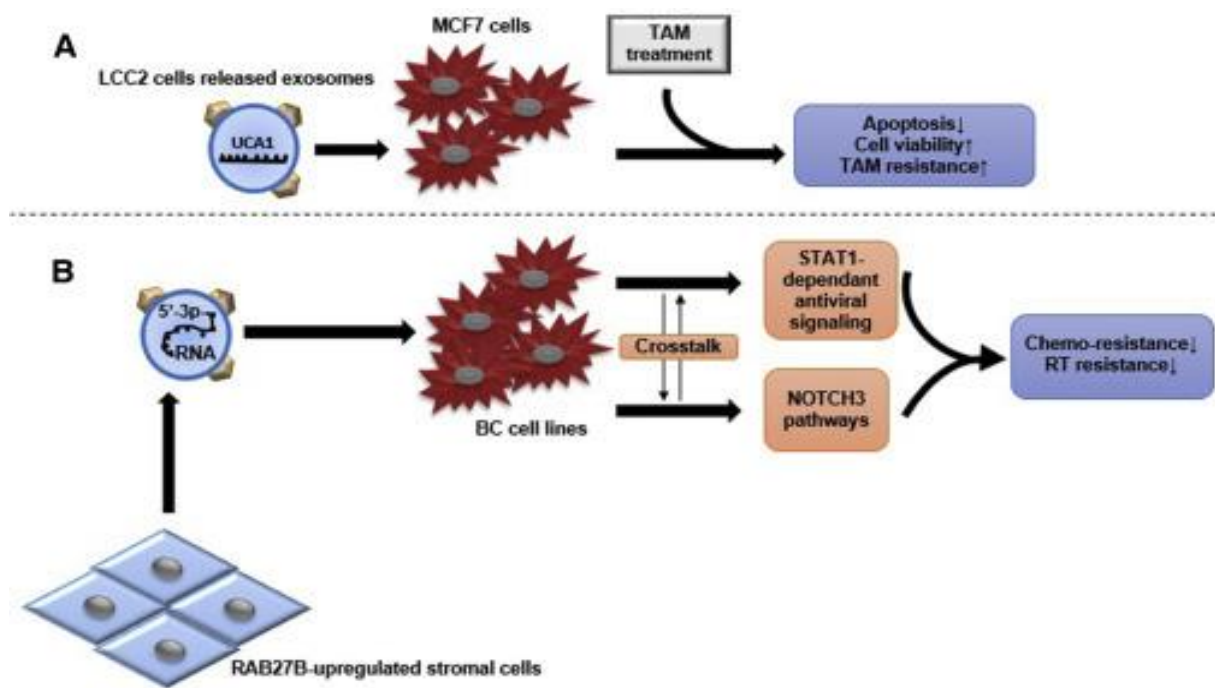 A
MCF7 cells
TAM
treatment
LCC2 cells released exosomes
UCA1
Apoptosis↓
Cell viability↑
TAM resistance↑
B
5'-3p
RNA
STAT1-
dependant
antiviral
signaling
Crosstalk
Chemo-resistance↓
RT resistance↓
NOTCH3
pathways
BC cell lines
RAB27B-upregulated stromal cells